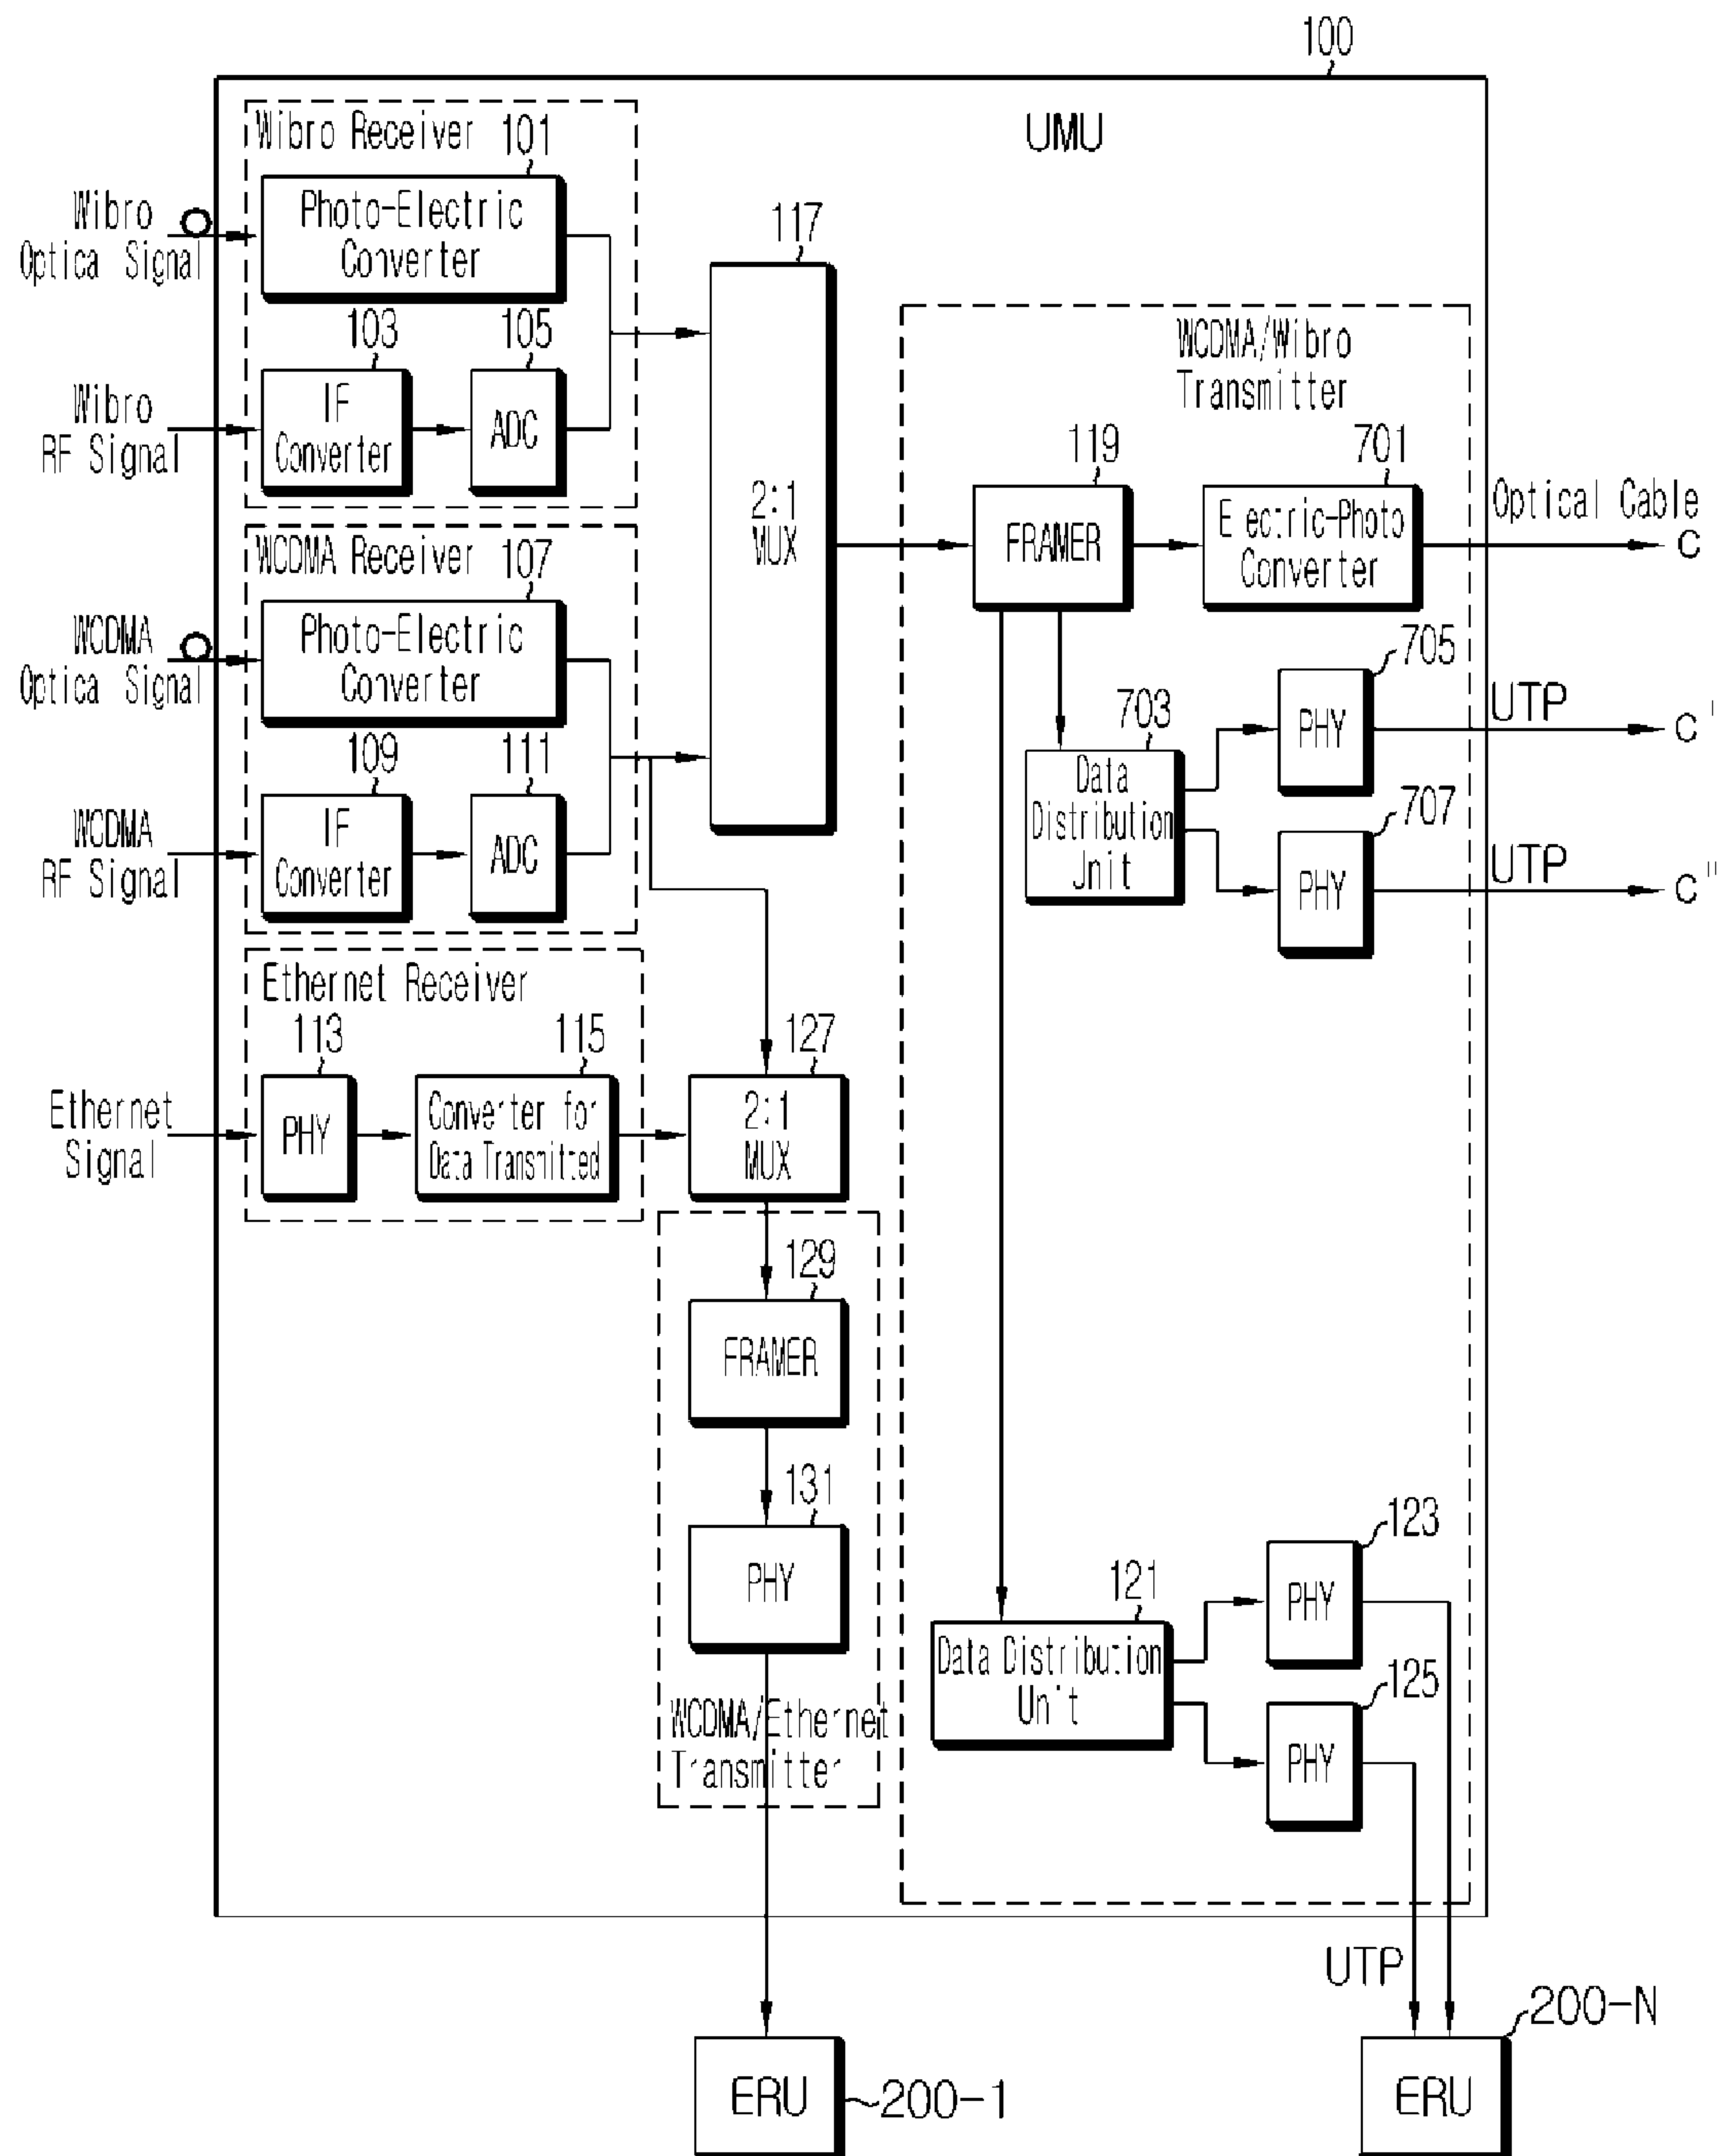 100
UMU
Wibro Receiver
101
Photo-Electric
Converter
Wibro
Optica Signal
103
105
IF
Converter
ADC
Wibro
RF Signal
117
2:1
MUX
WCDMA Receiver
107
Photo-Electric
Converter
WCDMA
Optica Signal
109
111
IF
Converter
ADC
WCDMA
RF Signal
Ethernet Receiver
113
115
PHY
Converter for
Data Transmitted
Ethernet
Signal
127
2:1
MUX
129
FRAMER
131
PHY
WCDMA/Ethernet
Transmitter
WCDMA/Wibro
Transmitter
119
FRAMER
701
Electric-Photo
Converter
Optical Cable
C
703
Data
Distribution
Unit
705
PHY
UTP
C'
707
PHY
UTP
C"
121
Data Distribution
Unit
123
PHY
125
PHY
UTP
ERU
200-1
ERU
200-N